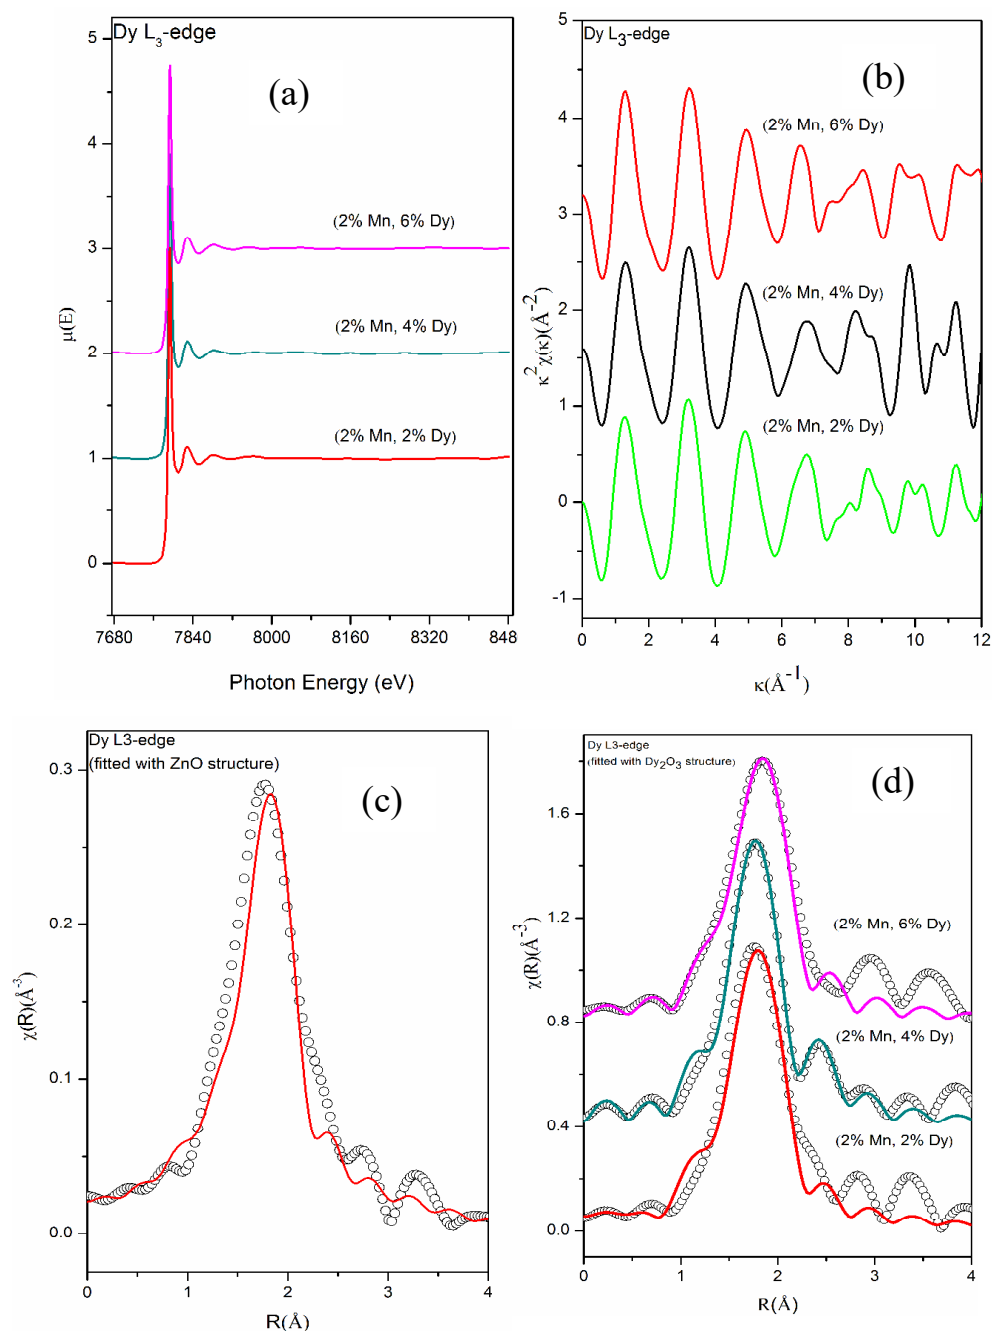 Dy L3-edge
(a)
5
4
3
2
1
0
μ(E)
(2% Mn, 6% Dy)
(2% Mn, 4% Dy)
(2% Mn, 2% Dy)
7680 7840 8000 8160 8320 848
Photon Energy (eV)
Dy L3-edge
(b)
5
4
3
2
1
0
-1
κ²χ(κ)(Å⁻²)
(2% Mn, 6% Dy)
(2% Mn, 4% Dy)
(2% Mn, 2% Dy)
0 2 4 6 8 10 12
κ(Å⁻¹)
Dy L3-edge
(fitted with ZnO structure)
(c)
0.3
0.2
0.1
0.0
χ(R)(Å⁻³)
0 1 2 3 4
R(Å)
Dy L3-edge
(fitted with Dy₂O₃ structure)
(d)
1.6
1.2
0.8
0.4
0.0
χ(R)(Å⁻³)
(2% Mn, 6% Dy)
(2% Mn, 4% Dy)
(2% Mn, 2% Dy)
0 1 2 3 4
R(Å)